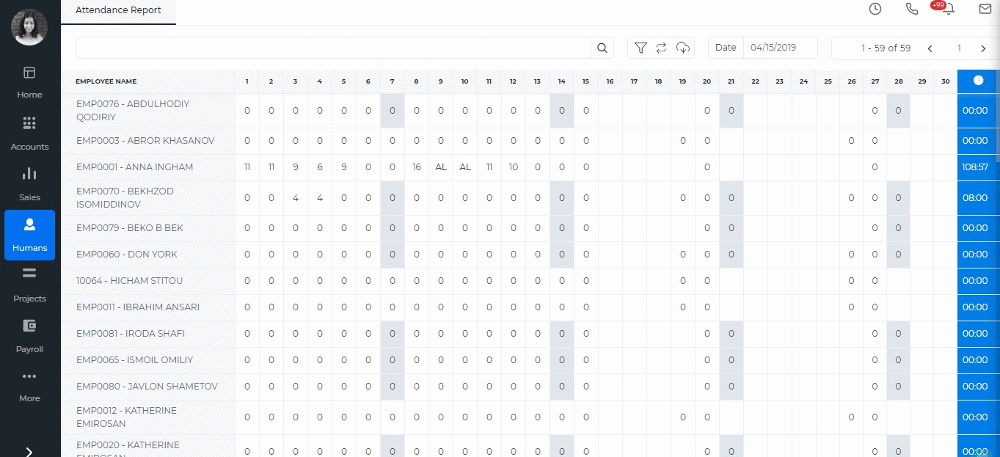 Attendance Report
+99
Date 04/15/2019
1 - 59 of 59 1
Home
Accounts
Sales
Humans
Projects
Payroll
More
EMPLOYEE NAME 1 2 3 4 5 6 7 8 9 10 11 12 13 14 15 16 17 18 19 20 21 22 23 24 25 26 27 28 29 30
EMP0076 - ABDULHODIY
QODIRIY
0 0 0 0 0 0 0 0 0 0 0 0 0 0 0 0 0 0 0 00:00
EMP0003 - ABROR KHASANOV 0 0 0 0 0 0 0 0 0 0 0 0 0 0 0 0 0 0 0 00:00
EMP0001 - ANNA INGHAM 11 11 9 6 9 0 0 16 AL AL 11 10 0 0 0 0 0 108:57
EMP0070 - BEKHZOD
ISOMIDDINOV
0 0 4 4 0 0 0 0 0 0 0 0 0 0 0 0 0 0 0 0 0 08:00
EMP0079 - BEKO B BEK 0 0 0 0 0 0 0 0 0 0 0 0 0 0 0 0 0 0 0 00:00
EMP0060 - DON YORK 0 0 0 0 0 0 0 0 0 0 0 0 0 0 0 0 0 0 0 0 0 00:00
10064 - HICHAM STITOU 0 0 0 0 0 0 0 0 0 0 0 0 0 0 0 0 0 0 0 00:00
EMP0011 - IBRAHIM ANSARI 0 0 0 0 0 0 0 0 0 0 0 0 0 0 0 0 0 0 0 00:00
EMP0081 - IRODA SHAFI 0 0 0 0 0 0 0 0 0 0 0 0 0 0 0 0 0 0 0 00:00
EMP0065 - ISMOIL OMILIY 0 0 0 0 0 0 0 0 0 0 0 0 0 0 0 0 0 0 0 00:00
EMP0080 - JAVLON SHAMETOV 0 0 0 0 0 0 0 0 0 0 0 0 0 0 0 0 0 0 0 00:00
EMP0012 - KATHERINE
EMIROSAN
0 0 0 0 0 0 0 0 0 0 0 0 0 0 0 0 0 0 0 00:00
EMP0020 - KATHERINE
EMIROSAN
0 0 0 0 0 0 0 0 0 0 0 0 0 0 0 0 0 0 0 00:00